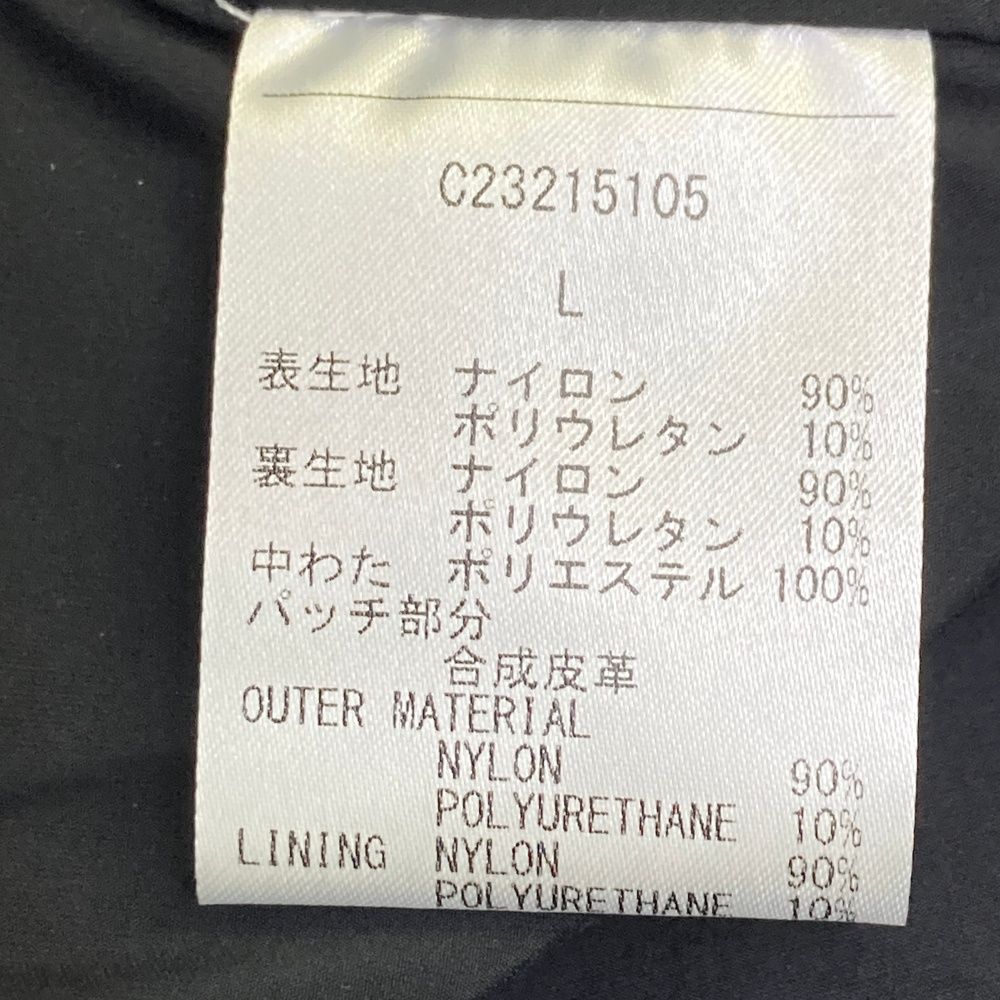 C23215105
L
表生地 ナイロン 90%
ポリウレタン 10%
裏生地 ナイロン 90%
ポリウレタン 10%
中わた ポリエステル 100%
パッチ部分
合成皮革
OUTER MATERIAL
NYLON 90%
POLYURETHANE 10%
LINING NYLON 90%
POLYURETHANE 10%